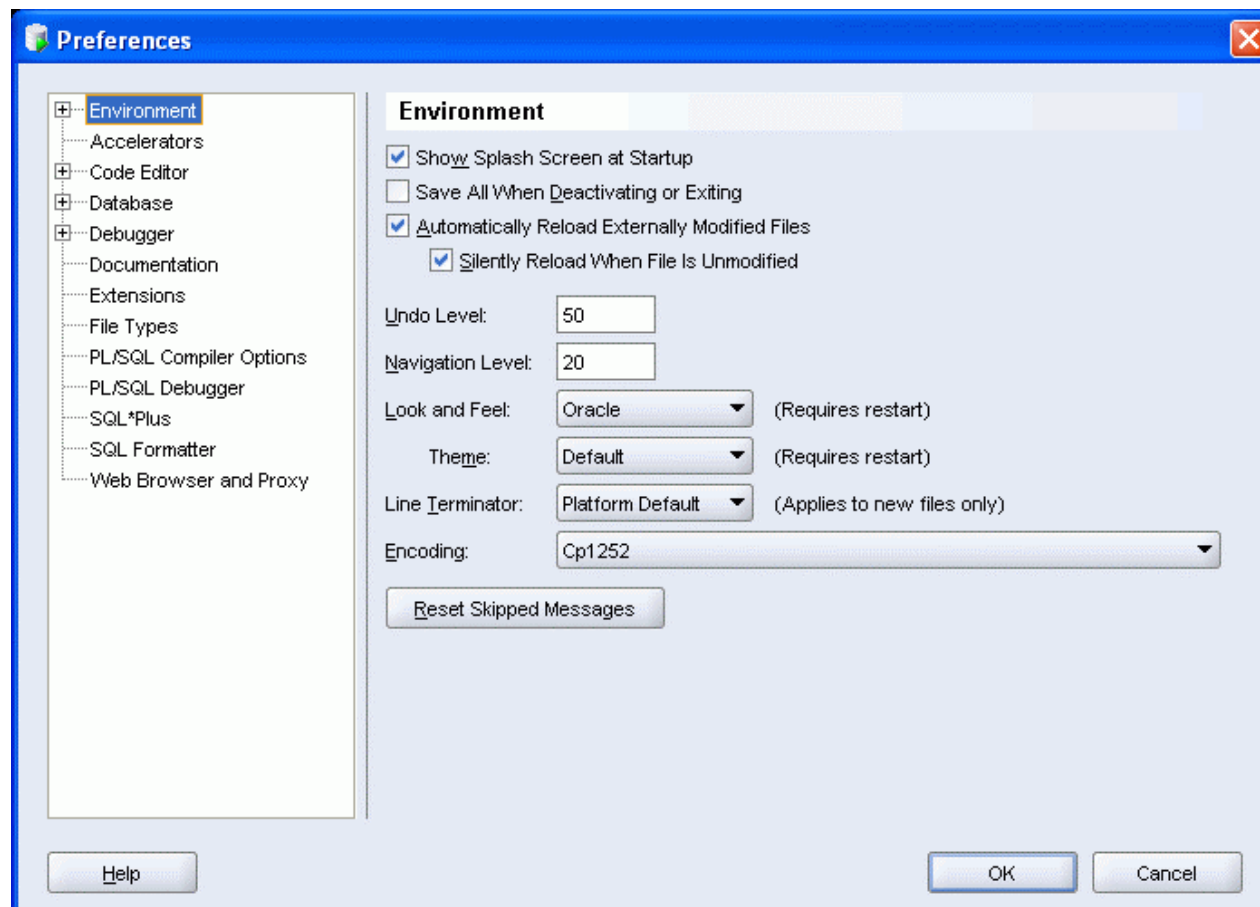 Preferences
Environment
Accelerators
Code Editor
Database
Debugger
Documentation
Extensions
File Types
PL/SQL Compiler Options
PL/SQL Debugger
SQL*Plus
SQL Formatter
Web Browser and Proxy
Environment
Show Splash Screen at Startup
Save All When Deactivating or Exiting
Automatically Reload Externally Modified Files
Silently Reload When File Is Unmodified
Undo Level: 50
Navigation Level: 20
Look and Feel: Oracle (Requires restart)
Theme: Default (Requires restart)
Line Terminator: Platform Default (Applies to new files only)
Encoding: Cp1252
Reset Skipped Messages
Help OK Cancel